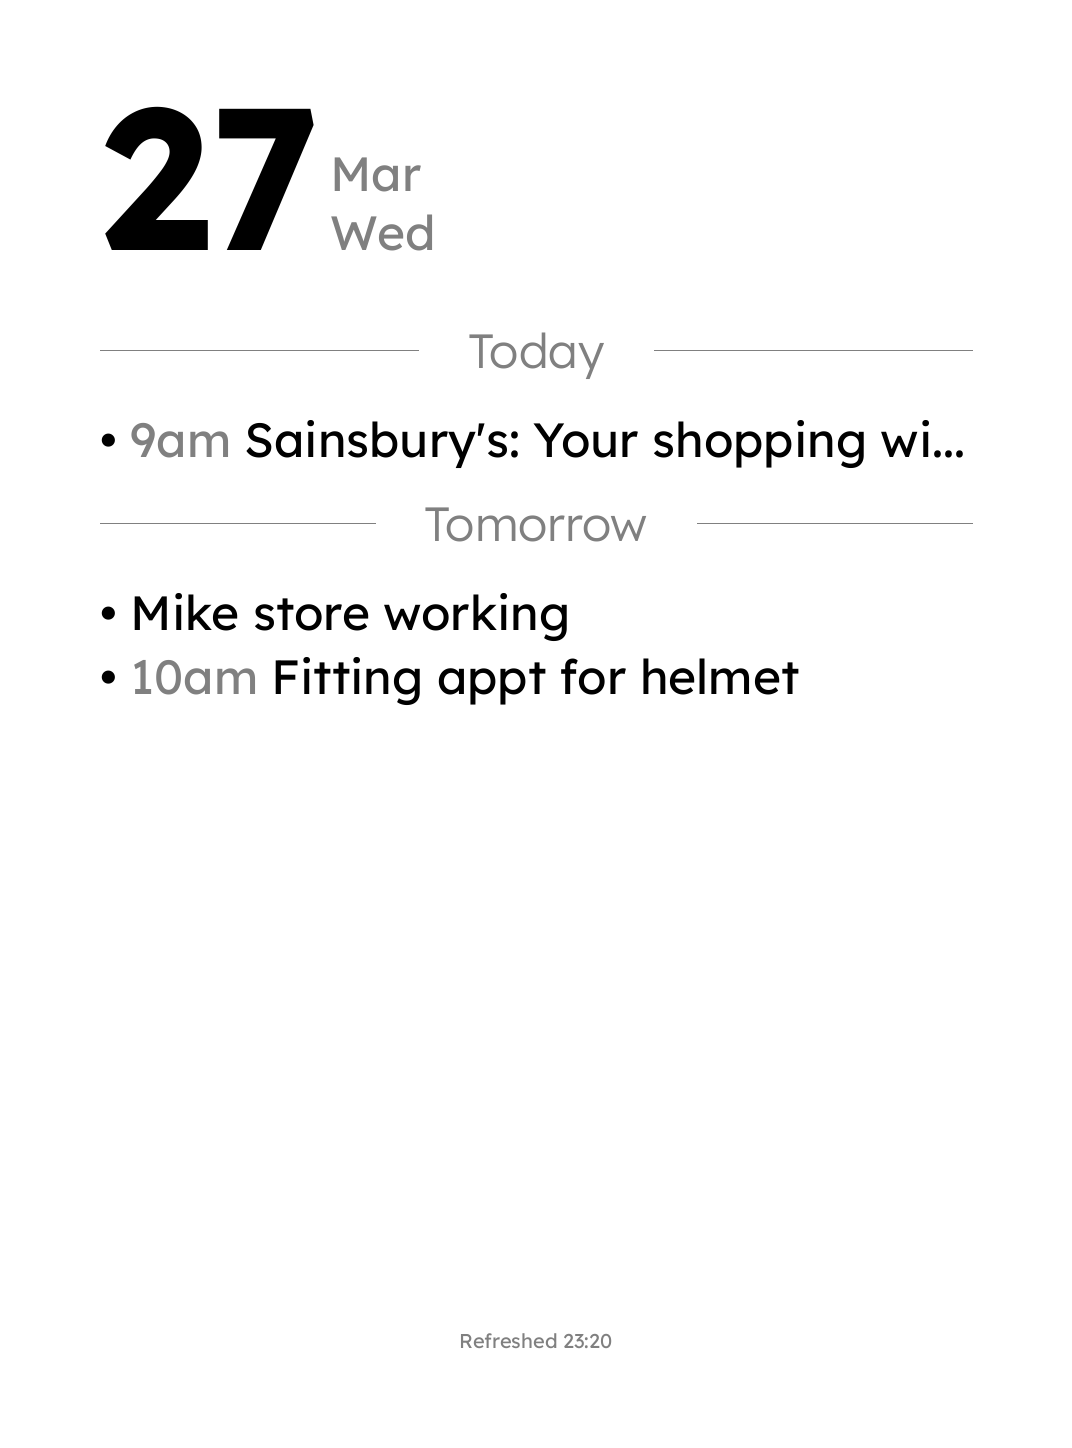 27
Mar
Wed
Today
• 9am Sainsbury's: Your shopping wi...
Tomorrow
• Mike store working
• 10am Fitting appt for helmet
Refreshed 23:20